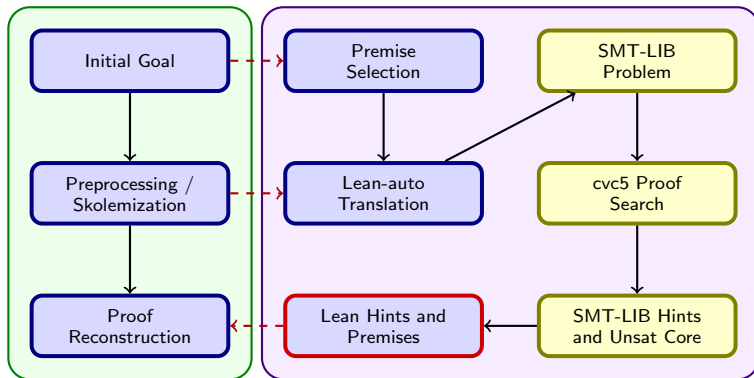 Initial Goal
Premise
Selection
SMT-LIB
Problem
Preprocessing /
Skolemization
Lean-auto
Translation
cvc5 Proof
Search
Proof
Reconstruction
Lean Hints and
Premises
SMT-LIB Hints
and Unsat Core